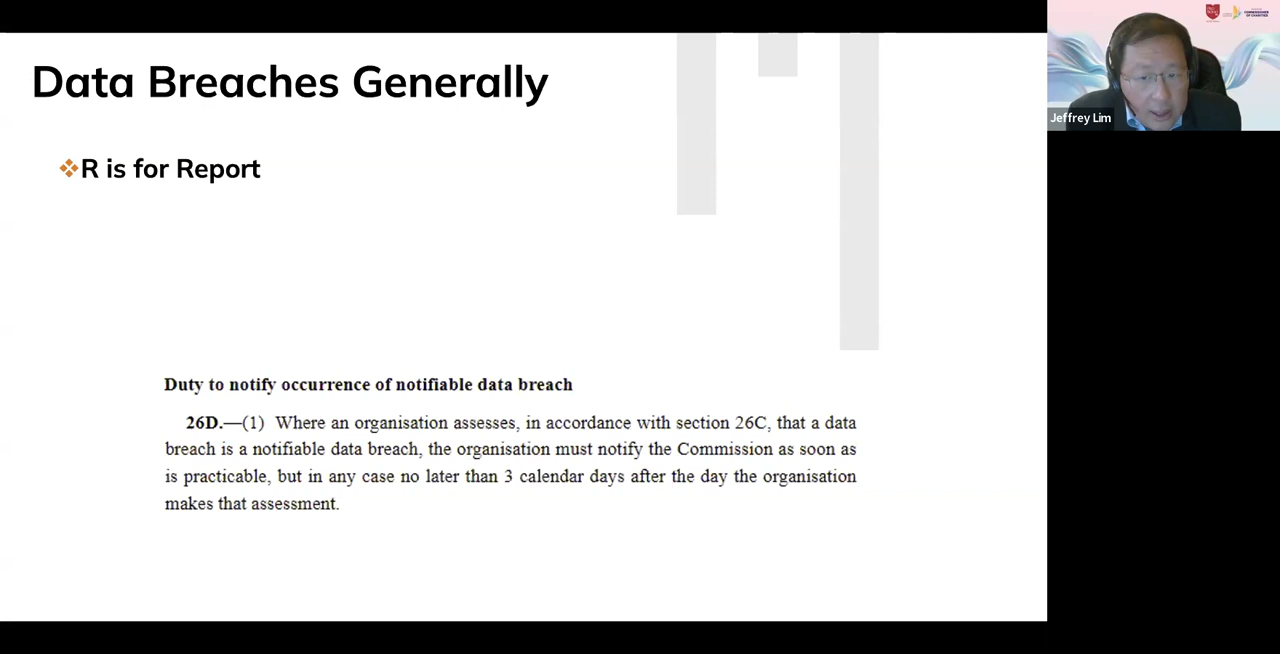 Data Breaches Generally
R is for Report
Duty to notify occurrence of notifiable data breach
26D.—(1) Where an organisation assesses, in accordance with section 26C, that a data
breach is a notifiable data breach, the organisation must notify the Commission as soon as
is practicable, but in any case no later than 3 calendar days after the day the organisation
makes that assessment.
Jeffrey Lim